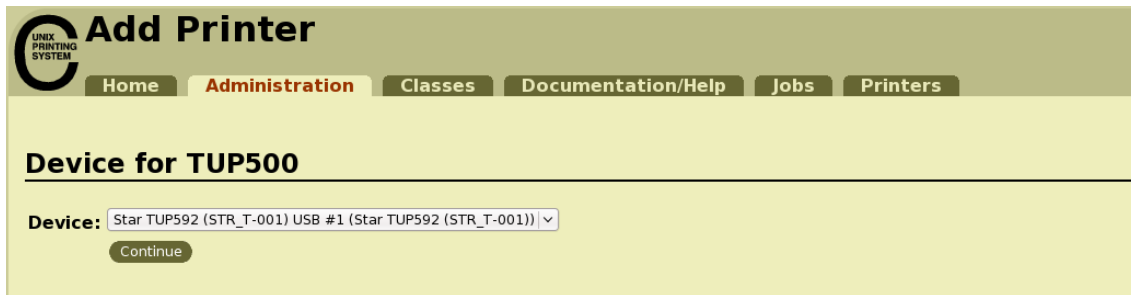 UNIX
PRINTING
SYSTEM
Add Printer
Home Administration Classes Documentation/Help Jobs Printers
Device for TUP500
Device: Star TUP592 (STR_T-001) USB #1 (Star TUP592 (STR_T-001))
Continue